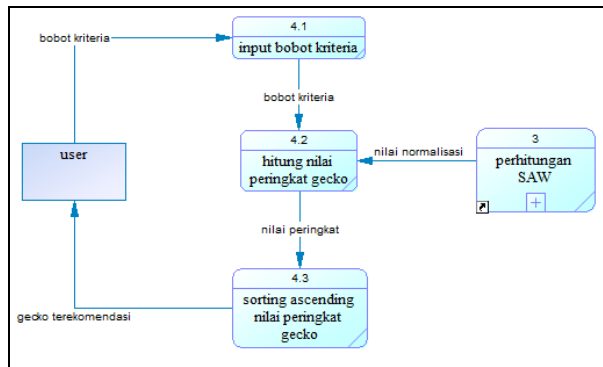 bobot kriteria
4.1
input bobot kriteria
bobot kriteria
user
4.2
hitung nilai
peringkat gecko
nilai normalisasi
3
perhitungan
SAW
nilai peringkat
4.3
sorting ascending
nilai peringkat
gecko
gecko terekomendasi